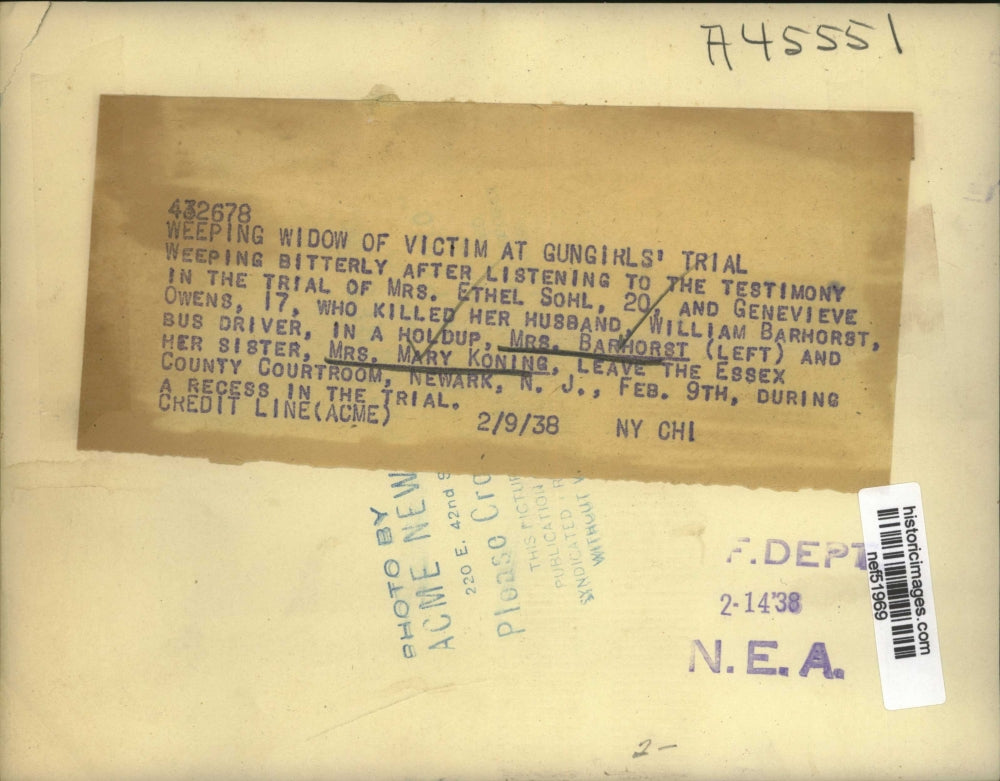 A45551
432678
WEEPING WIDOW OF VICTIM AT GUNGIRLS' TRIAL
WEEPING BITTERLY AFTER LISTENING TO THE TESTIMONY
IN THE TRIAL OF MRS. ETHEL SOHL, 20, AND GENEVIEVE
OWENS, 17, WHO KILLED HER HUSBAND, WILLIAM BARHORST,
BUS DRIVER, IN A HOLDUP, MRS. BARHORST (LEFT) AND
HER SISTER, MRS. MARY KONING, LEAVE THE ESSEX
COUNTY COURTROOM, NEWARK, N. J., FEB. 9TH, DURING
A RECESS IN THE TRIAL.
CREDIT LINE(ACME) 2/9/38 NY CHI
PHOTO BY
ACME NEW
220 E. 42nd S
Please Cre
THIS PICTUR
PUBLICATION
SYNDICATED
WITHOUT
F. DEPT
2-14'38
N.E.A.
historicimages.com
nef51969
2-